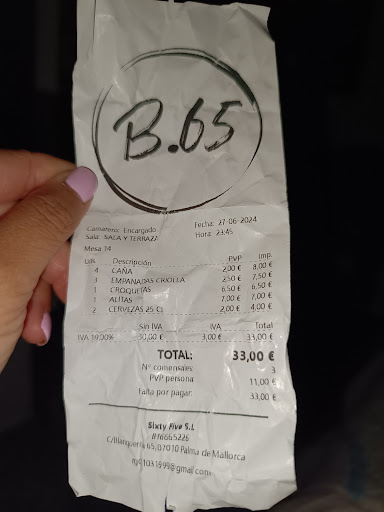 B.65
Camarero: Encargado Fecha: 27-06-2024
Sala: SALA Y TERRAZA Hora: 23:45
Mesa 14
Uds. Descripción PVP Imp.
4 CAÑA 2,00 € 8,00 €
3 EMPANADAS CRIOLLA 2,50 € 7,50 €
1 CROQUETAS 6,50 € 6,50 €
1 ALITAS 7,00 € 7,00 €
2 CERVEZAS 25 CL 2,00 € 4,00 €
Sin IVA IVA Total
IVA 10,00% 30,00 € 3,00 € 33,00 €
TOTAL: 33,00 €
Nº comensales 3
PVP persona 11,00 €
Falta por pagar: 33,00 €
Sixty Five S.L
C/Blanquerna 65, 07010 Palma de Mallorca